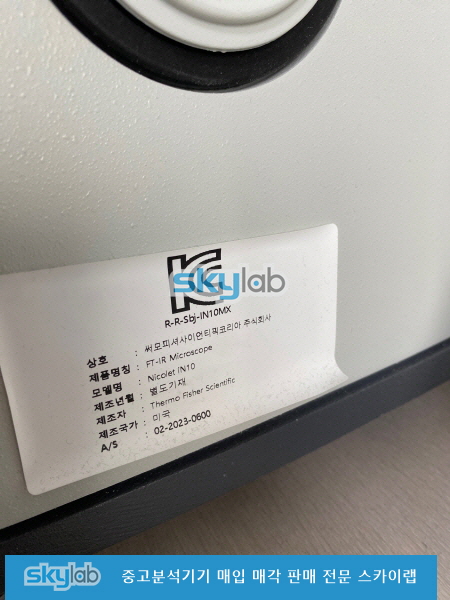 skylab
R-R-Sbj-IN10MX
상호 : 써모피셔사이언티픽코리아 주식회사
제품명칭 : FT-IR Microscope
모델명 : Nicolet IN10
제조년월 : 별도기재
제조자 : Thermo Fisher Scientific
제조국가 : 미국
A/S : 02-2023-0600
skylab 중고분석기기 매입 매각 판매 전문 스카이랩